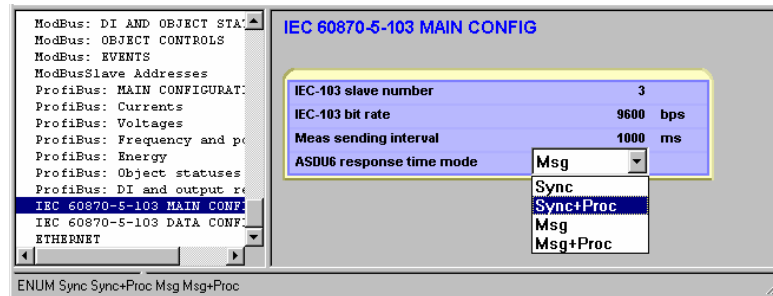 ModBus: DI AND OBJECT STA
ModBus: OBJECT CONTROLS
ModBus: EVENTS
ModBusSlave Addresses
ProfiBus: MAIN CONFIGURAT
ProfiBus: Currents
ProfiBus: Voltages
ProfiBus: Frequency and po
ProfiBus: Energy
ProfiBus: Object statuses
ProfiBus: DI and output re
IEC 60870-5-103 MAIN CONF
IEC 60870-5-103 DATA CONF
ETHERNET
IEC 60870-5-103 MAIN CONFIG
IEC-103 slave number 3
IEC-103 bit rate 9600 bps
Meas sending interval 1000 ms
ASDU6 response time mode Msg
Sync
Sync+Proc
Msg
Msg+Proc
ENUM Sync Sync+Proc Msg Msg+Proc